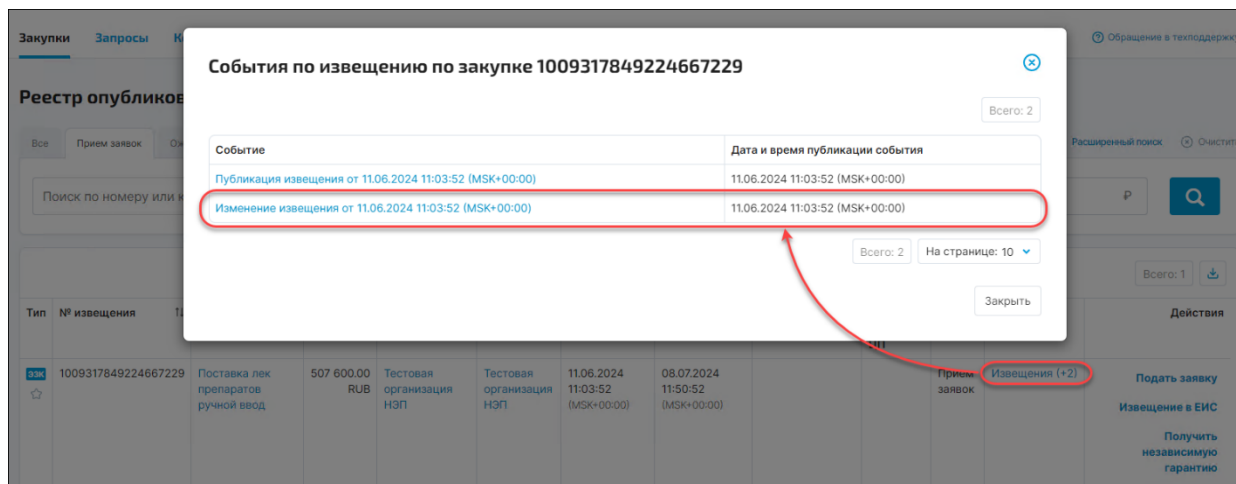 Закупки Запросы К
Обращение в техподдержк
События по извещению по закупке 1009317849224667229
Реестр опубликов
Всего: 2
Все Прием заявок Ож
Расширенный поиск Очистит
Событие Дата и время публикации события
Публикация извещения от 11.06.2024 11:03:52 (MSK+00:00) 11.06.2024 11:03:52 (MSK+00:00)
Поиск по номеру или к ₽
Изменение извещения от 11.06.2024 11:03:52 (MSK+00:00) 11.06.2024 11:03:52 (MSK+00:00)
Всего: 2 На странице: 10
Всего: 1
Закрыть
Тип № извещения Действия
ЭЗК 1009317849224667229 Поставка лек 507 600.00 Тестовая Тестовая 11.06.2024 08.07.2024 Прием Извещения (+2) Подать заявку
препаратов RUB организация организация 11:03:52 11:50:52 заявок
ручной ввод НЭП НЭП (MSK+00:00) (MSK+00:00)
Извещение в ЕИС
Получить
независимую
гарантию